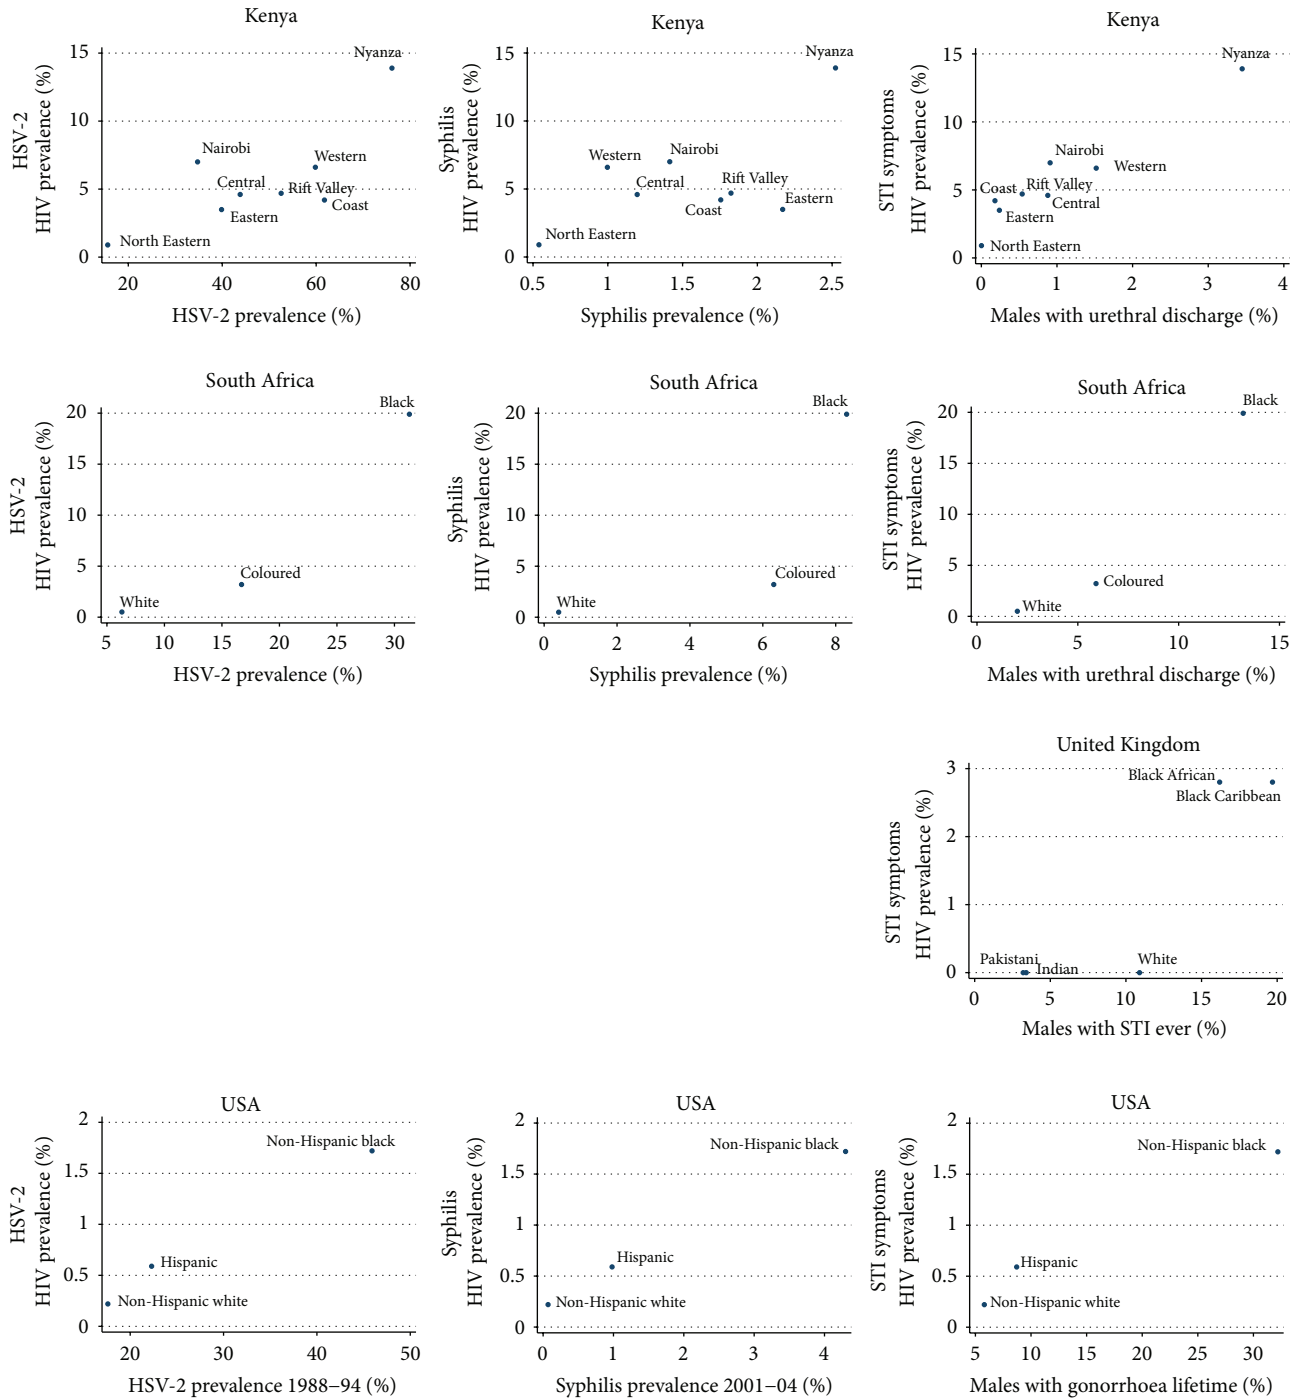 Kenya
HSV-2
HIV prevalence (%)
15
10
5
0
Nyanza
Nairobi
Western
Central
Rift Valley
Coast
Eastern
North Eastern
20
40
60
80
HSV-2 prevalence (%)
Kenya
Syphilis
HIV prevalence (%)
15
10
5
0
Nyanza
Western
Nairobi
Central
Rift Valley
Coast
Eastern
North Eastern
0.5
1
1.5
2
2.5
Syphilis prevalence (%)
Kenya
STI symptoms
HIV prevalence (%)
15
10
5
0
Nyanza
Nairobi
Western
Coast
Rift Valley
Central
Eastern
North Eastern
0
1
2
3
4
Males with urethral discharge (%)
South Africa
HSV-2
HIV prevalence (%)
20
15
10
5
0
Black
Coloured
White
5
10
15
20
25
30
HSV-2 prevalence (%)
South Africa
Syphilis
HIV prevalence (%)
20
15
10
5
0
Black
Coloured
White
0
2
4
6
8
Syphilis prevalence (%)
South Africa
STI symptoms
HIV prevalence (%)
20
15
10
5
0
Black
Coloured
White
0
5
10
15
Males with urethral discharge (%)
United Kingdom
STI symptoms
HIV prevalence (%)
3
2
1
0
Black African
Black Caribbean
Pakistani
Indian
White
0
5
10
15
20
Males with STI ever (%)
USA
HSV-2
HIV prevalence (%)
2
1.5
1
0.5
0
Non-Hispanic black
Hispanic
Non-Hispanic white
20
30
40
50
HSV-2 prevalence 1988−94 (%)
USA
Syphilis
HIV prevalence (%)
2
1.5
1
0.5
0
Non-Hispanic black
Hispanic
Non-Hispanic white
0
1
2
3
4
Syphilis prevalence 2001−04 (%)
USA
STI symptoms
HIV prevalence (%)
2
1.5
1
0.5
0
Non-Hispanic black
Hispanic
Non-Hispanic white
5
10
15
20
25
30
Males with gonorrhoea lifetime (%)